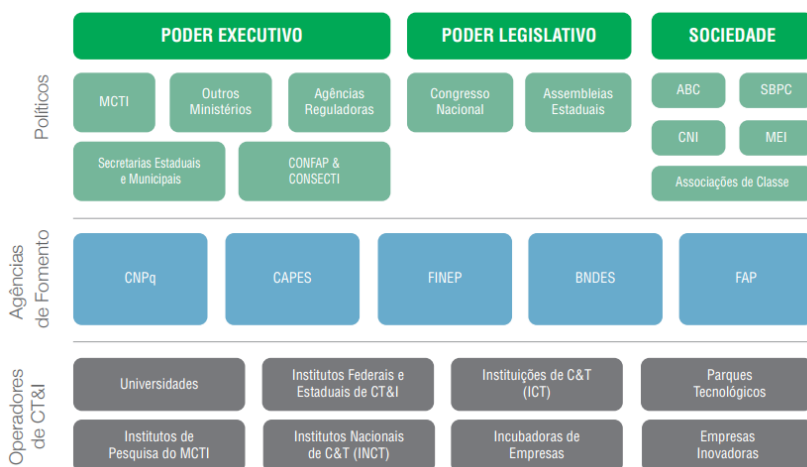 PODER EXECUTIVO
PODER LEGISLATIVO
SOCIEDADE
Políticos
MCTI
Outros
Ministérios
Agências
Reguladoras
Congresso
Nacional
Assembleias
Estaduais
ABC
SBPC
CNI
MEI
Secretarias Estaduais
e Municipais
CONFAP &
CONSECTI
Associações de Classe
Agências
de Fomento
CNPq
CAPES
FINEP
BNDES
FAP
Operadores
de CT&I
Universidades
Institutos Federais e
Estaduais de CT&I
Instituições de C&T
(ICT)
Parques
Tecnológicos
Institutos de
Pesquisa do MCTI
Institutos Nacionais
de C&T (INCT)
Incubadoras de
Empresas
Empresas
Inovadoras